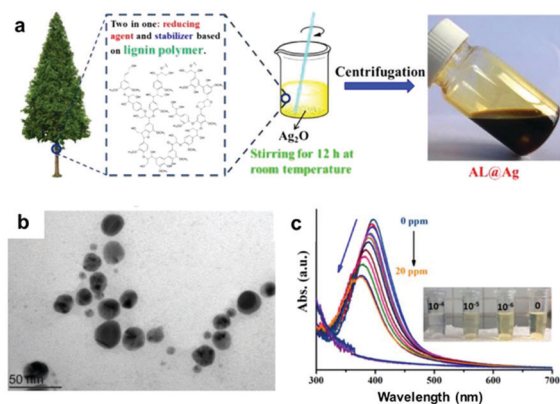 a
Two in one: reducing
agent and stabilizer based
on lignin polymer.
Ag₂O
Stirring for 12 h at
room temperature
Centrifugation
AL@Ag
b
50 nm
c
Abs. (a.u.)
0 ppm
20 ppm
10⁻⁴ 10⁻⁵ 10⁻⁶ 0
300 400 500 600 700
Wavelength (nm)